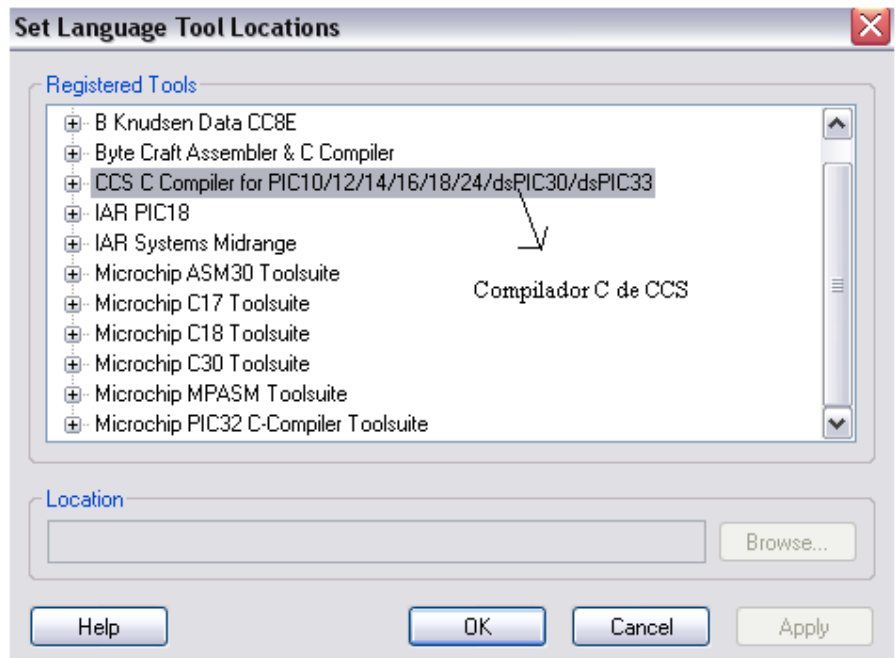 Set Language Tool Locations
Registered Tools
B Knudsen Data CC8E
Byte Craft Assembler & C Compiler
CCS C Compiler for PIC10/12/14/16/18/24/dsPIC30/dsPIC33
IAR PIC18
IAR Systems Midrange
Microchip ASM30 Toolsuite
Compilador C de CCS
Microchip C17 Toolsuite
Microchip C18 Toolsuite
Microchip C30 Toolsuite
Microchip MPASM Toolsuite
Microchip PIC32 C-Compiler Toolsuite
Location
Browse...
Help
OK
Cancel
Apply